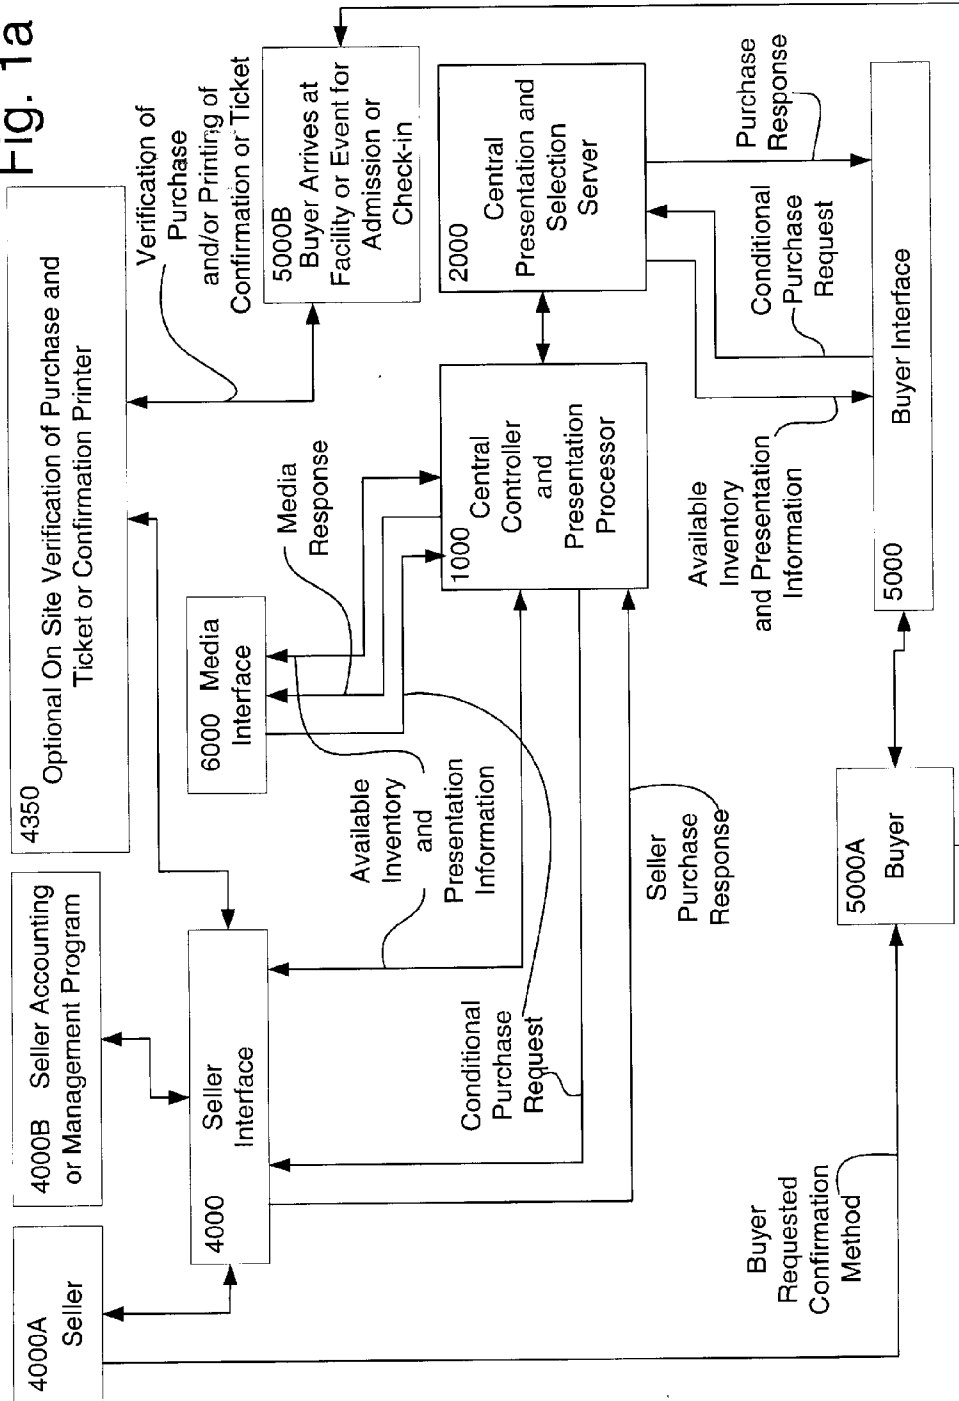 Fig. 1a
4000A
Seller
4000B Seller Accounting
or Management Program
4350
Optional On Site Verification of Purchase and
Ticket or Confirmation Printer
4000
Seller
Interface
6000 Media
Interface
Verification of
Purchase
and/or Printing of
Confirmation or Ticket
5000B
Buyer Arrives at
Facility or Event for
Admission or
Check-in
Media
Response
Available
Inventory
and
Presentation
Information
1000
Central
Controller
and
Presentation
Processor
2000
Central
Presentation and
Selection
Server
Conditional
Purchase
Request
Seller
Purchase
Response
Available
Inventory
and Presentation
Information
Conditional
Purchase
Request
Purchase
Response
Buyer
Requested
Confirmation
Method
5000A
Buyer
5000
Buyer Interface